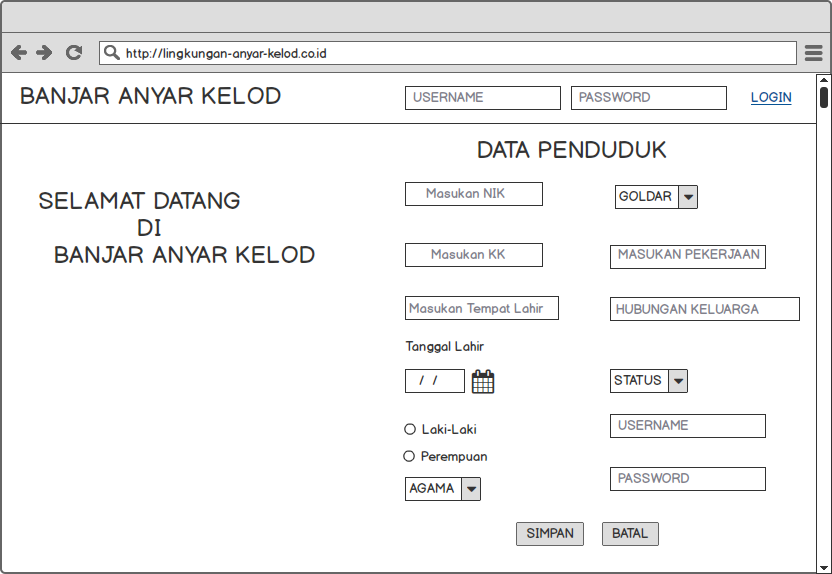 http://lingkungan-anyar-kelod.co.id
BANJAR ANYAR KELOD
USERNAME
PASSWORD
LOGIN
SELAMAT DATANG
DI
BANJAR ANYAR KELOD
DATA PENDUDUK
Masukan NIK
GOLDAR
Masukan KK
MASUKAN PEKERJAAN
Masukan Tempat Lahir
HUBUNGAN KELUARGA
Tanggal Lahir
/ /
STATUS
Laki-Laki
USERNAME
Perempuan
PASSWORD
AGAMA
SIMPAN
BATAL